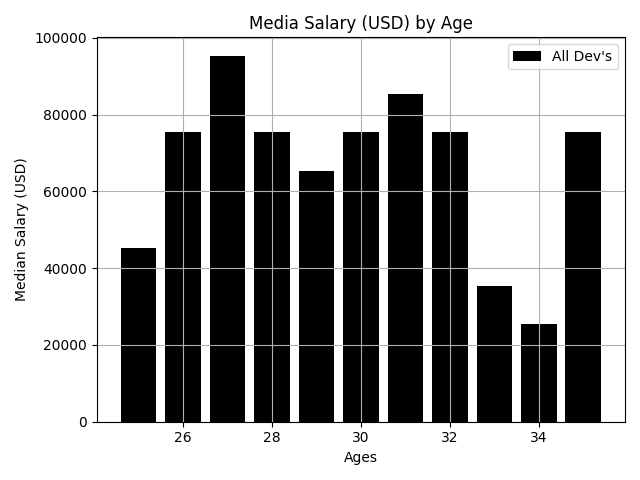 Media Salary (USD) by Age
All Dev's
100000
80000
60000
40000
20000
0
Median Salary (USD)
26 28 30 32 34
Ages